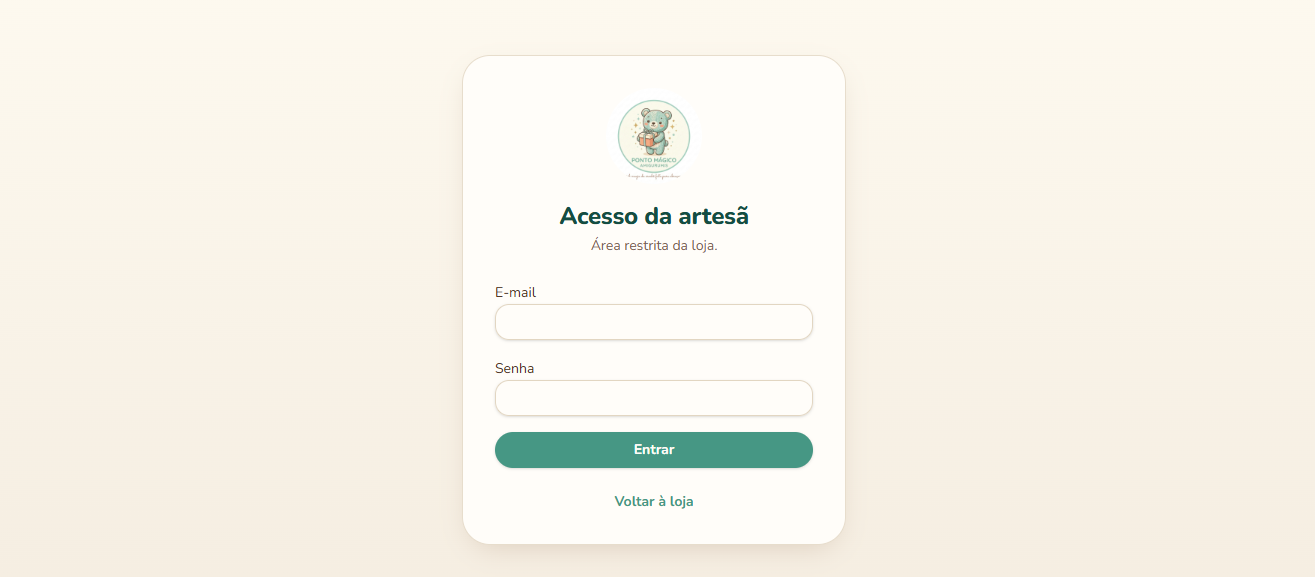 PONTO MÁGICO
AMIGURUMIS
Acesso da artesã
Área restrita da loja.
E-mail
Senha
Entrar
Voltar à loja